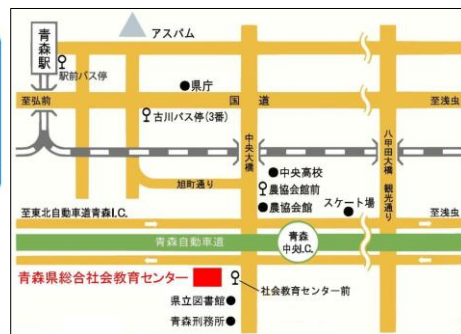 アスパム
青森駅
駅前バス停
県庁
至弘前
国道
至浅虫
古川バス停(3番)
中央大橋
八甲田大橋
観光通り
中央高校
旭町通り
農協会館前
農協会館
スケート場
至東北自動車道青森I.C.
至浅虫
青森自動車道
青森中央I.C.
青森県総合社会教育センター
社会教育センター前
県立図書館
青森刑務所